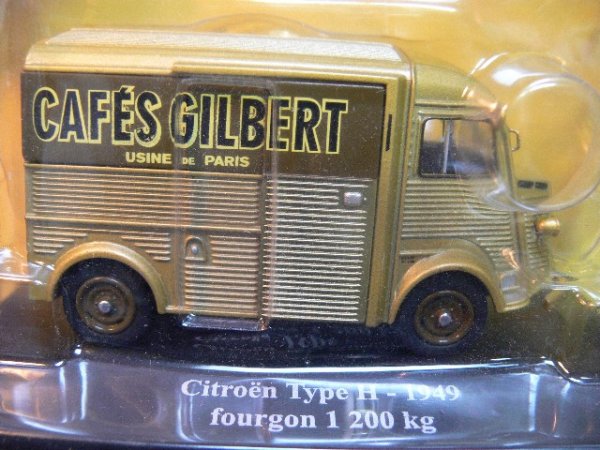 CAFÉS GILBERT
USINE DE PARIS
Citroën Type H - 1949
fourgon 1 200 kg